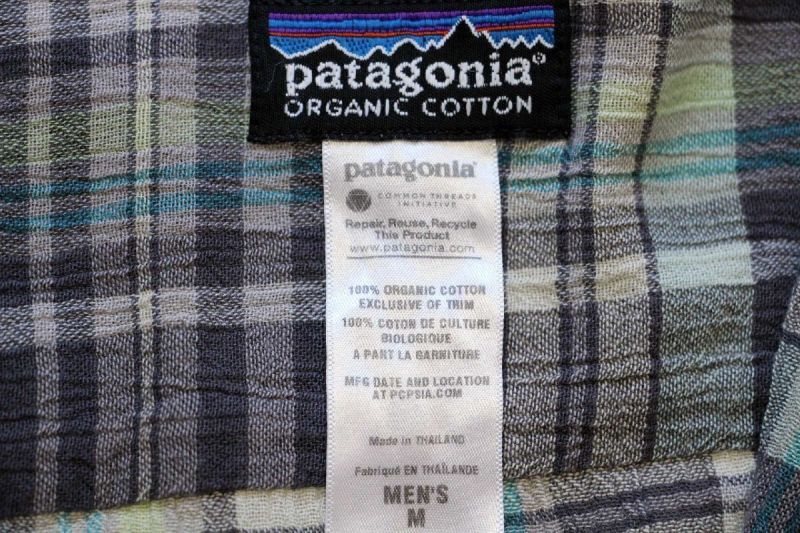 patagonia®
ORGANIC COTTON
patagonia®
COMMON THREADS
INITIATIVE
Repair, Reuse, Recycle
This Product
www.patagonia.com
100% ORGANIC COTTON
EXCLUSIVE OF TRIM
100% COTON DE CULTURE
BIOLOGIQUE
A PART LA GARNITURE
MFG DATE AND LOCATION
AT PCPSIA.COM
Made in THAILAND
Fabriqué EN THAÏLANDE
MEN'S
M